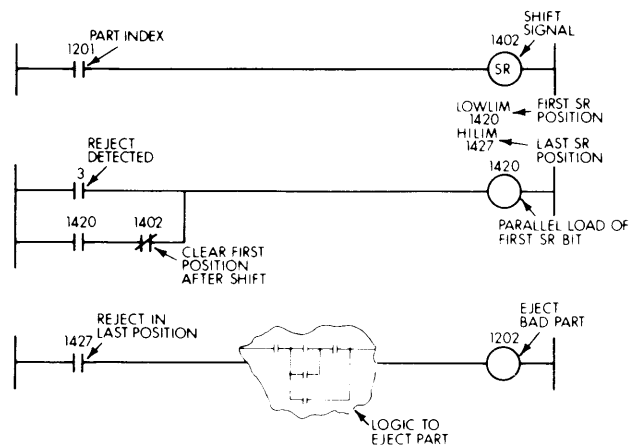 1201
PART INDEX
SHIFT
SIGNAL
1402
SR
LOWLIM
1420
FIRST SR
POSITION
HILIM
1427
LAST SR
POSITION
REJECT
DETECTED
3
1420
1420
1402
CLEAR FIRST
POSITION
AFTER SHIFT
PARALLEL LOAD OF
FIRST SR BIT
1427
REJECT IN
LAST POSITION
EJECT
BAD PART
1202
LOGIC TO
EJECT PART